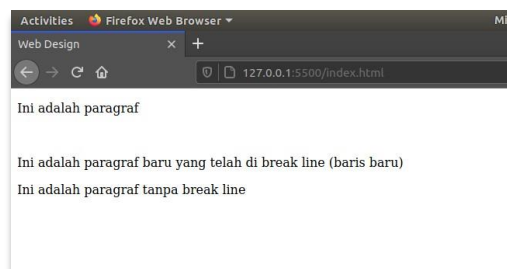 Activities Firefox Web Browser Mi
Web Design
127.0.0.1:5500/index.html
Ini adalah paragraf
Ini adalah paragraf baru yang telah di break line (baris baru)
Ini adalah paragraf tanpa break line